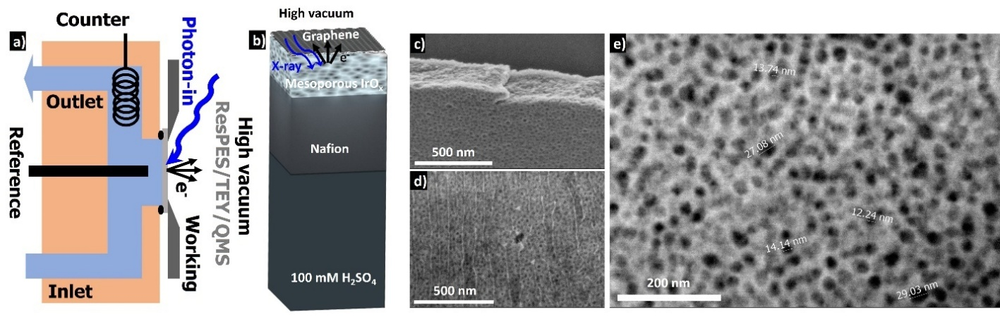 a)
Counter
Photon-in
Outlet
Reference
ResPES/TEY/QMS
High vacuum
e-
Working
Inlet
b)
High vacuum
Graphene
X-ray
e-
Mesoporous IrOx
Nafion
100 mM H2SO4
c)
500 nm
d)
500 nm
e)
13.74 nm
27.08 nm
12.24 nm
14.14 nm
200 nm
29.03 nm